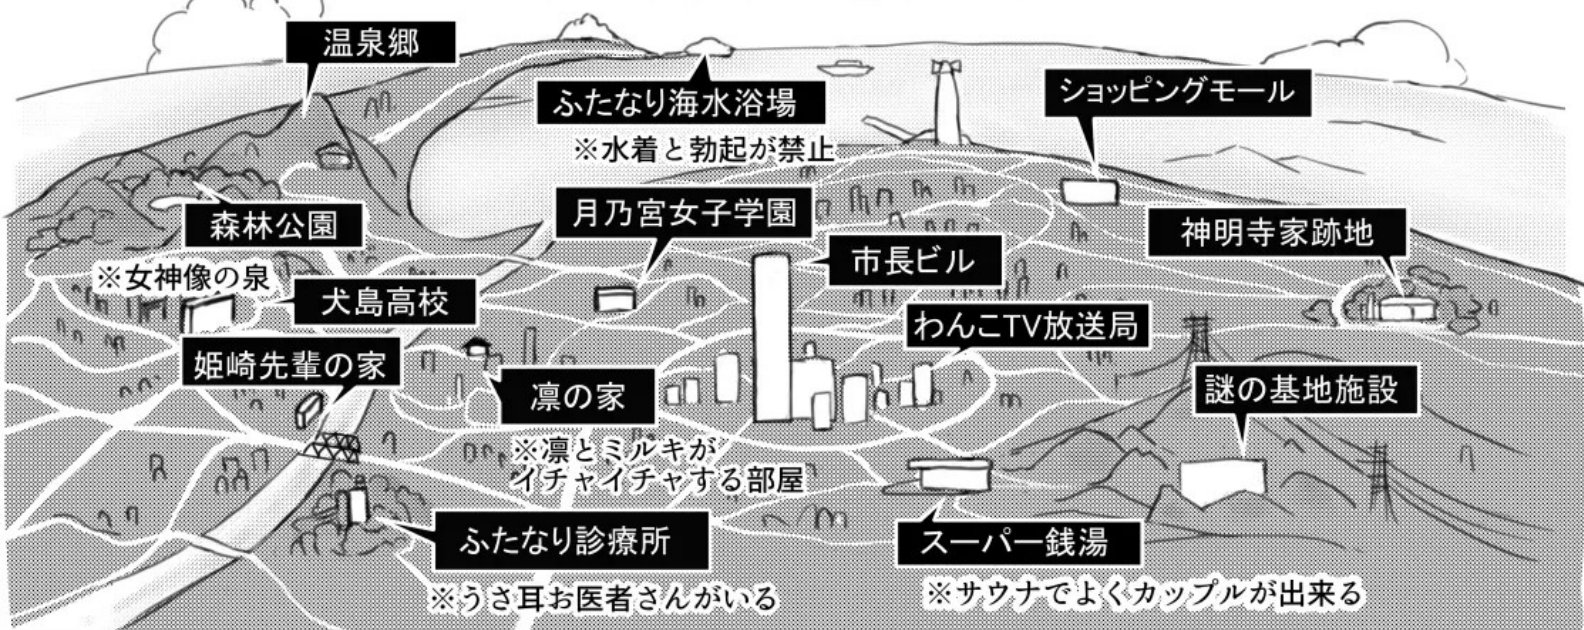 温泉郷
ふたなり海水浴場
※水着と勃起が禁止
ショッピングモール
森林公園
※女神像の泉
月乃宮女子学園
市長ビル
神明寺家跡地
犬島高校
わんこTV放送局
姫崎先輩の家
凛の家
※凛とミルキが
イチャイチャする部屋
謎の基地施設
ふたなり診療所
※うさ耳お医者さんがいる
スーパー銭湯
※サウナでよくカップルが出来る